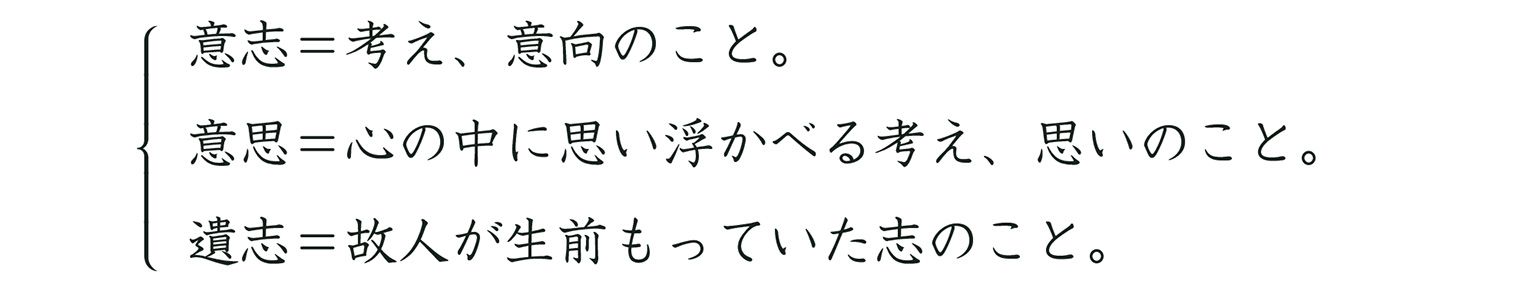 意志＝考え、意向のこと。
意思＝心の中に思い浮かべる考え、思いのこと。
遺志＝故人が生前もっていた志のこと。